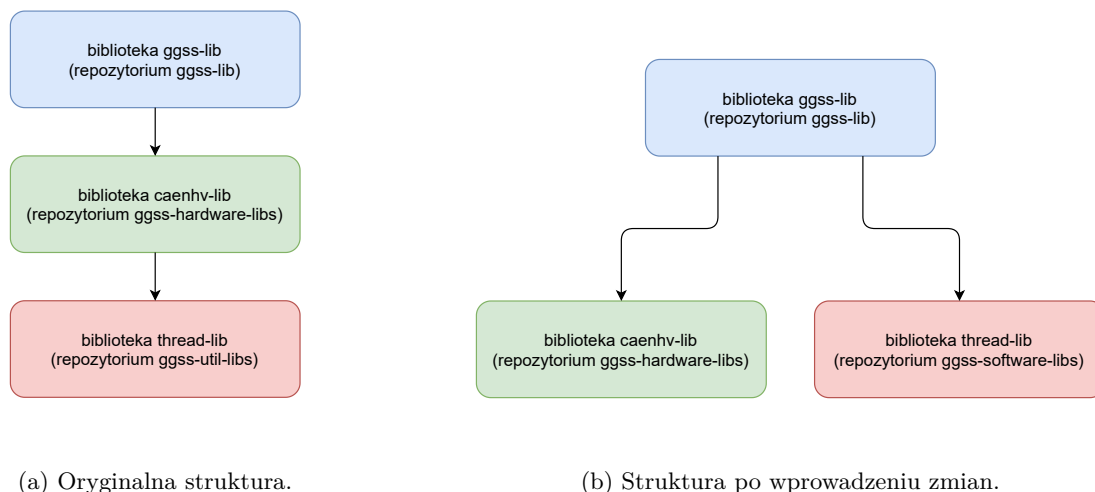 biblioteka ggss-lib
(repozytorium ggss-lib)
biblioteka caenhv-lib
(repozytorium ggss-hardware-libs)
biblioteka thread-lib
(repozytorium ggss-util-libs)
(a) Oryginalna struktura.
biblioteka ggss-lib
(repozytorium ggss-lib)
biblioteka caenhv-lib
(repozytorium ggss-hardware-libs)
biblioteka thread-lib
(repozytorium ggss-software-libs)
(b) Struktura po wprowadzeniu zmian.